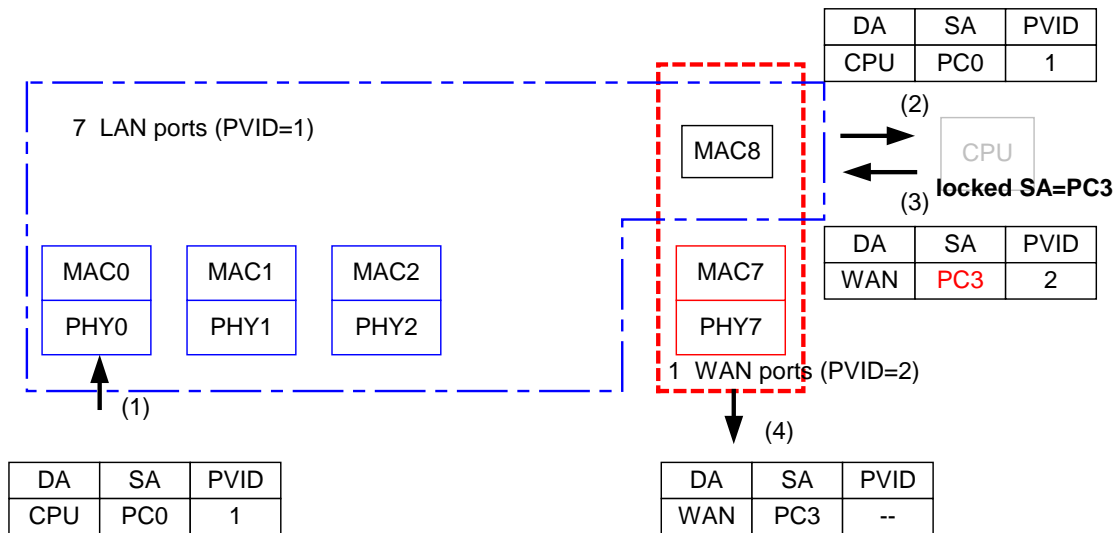 DA SA PVID
CPU PC0 1
(2)
7 LAN ports (PVID=1)
MAC8
CPU
locked SA=PC3
(3)
DA SA PVID
WAN PC3 2
MAC0 MAC1 MAC2 MAC7
PHY0 PHY1 PHY2 PHY7
1 WAN ports (PVID=2)
(1)
(4)
DA SA PVID DA SA PVID
CPU PC0 1 WAN PC3 --